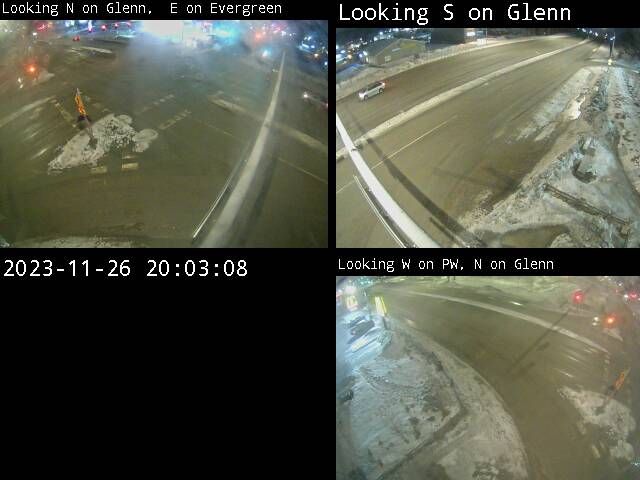 Looking N on Glenn, E on Evergreen
Looking S on Glenn
2023-11-26 20:03:08
Looking W on PW, N on Glenn